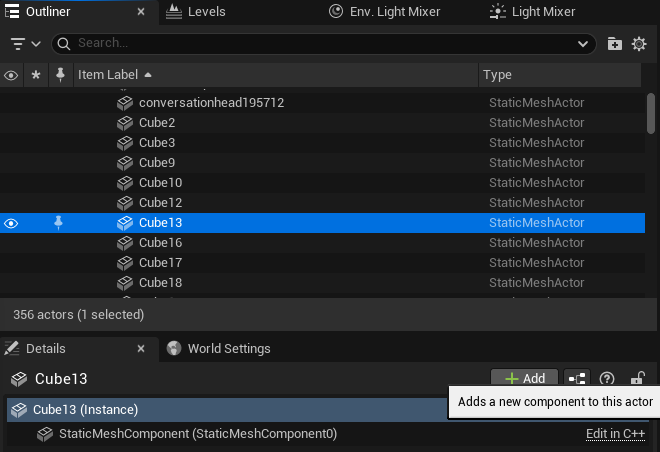 Outliner
Levels
Env. Light Mixer
Light Mixer
Search...
Item Label
Type
conversationhead195712 StaticMeshActor
Cube2 StaticMeshActor
Cube3 StaticMeshActor
Cube9 StaticMeshActor
Cube10 StaticMeshActor
Cube12 StaticMeshActor
Cube13 StaticMeshActor
Cube16 StaticMeshActor
Cube17 StaticMeshActor
Cube18 StaticMeshActor
356 actors (1 selected)
Details
World Settings
Cube13
Add
Adds a new component to this actor
Cube13 (Instance)
StaticMeshComponent (StaticMeshComponent0)
Edit in C++